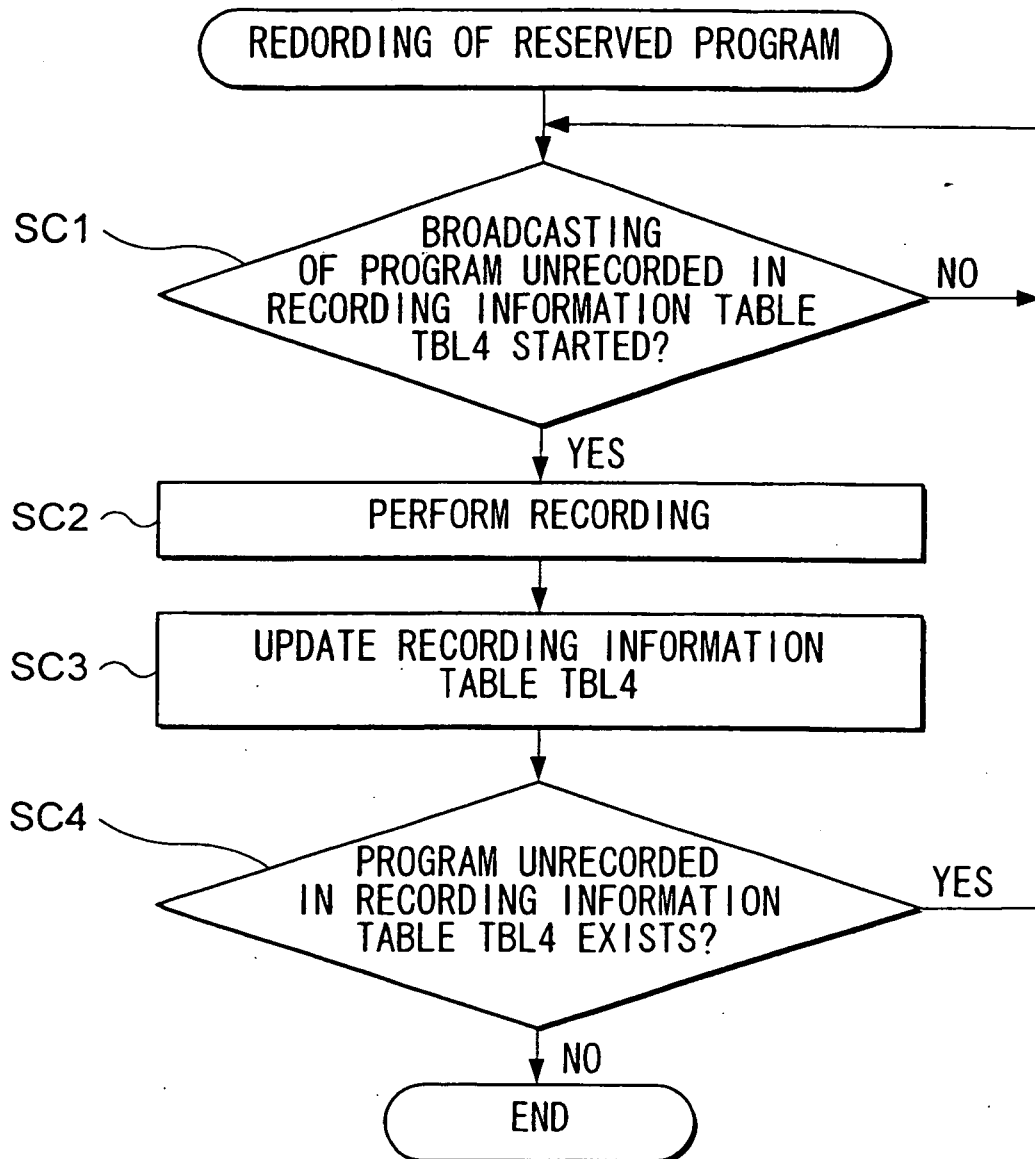 REDORDING OF RESERVED PROGRAM
SC1
BROADCASTING
OF PROGRAM UNRECORDED IN
RECORDING INFORMATION TABLE
TBL4 STARTED?
NO
YES
SC2
PERFORM RECORDING
SC3
UPDATE RECORDING INFORMATION
TABLE TBL4
SC4
PROGRAM UNRECORDED
IN RECORDING INFORMATION
TABLE TBL4 EXISTS?
YES
NO
END